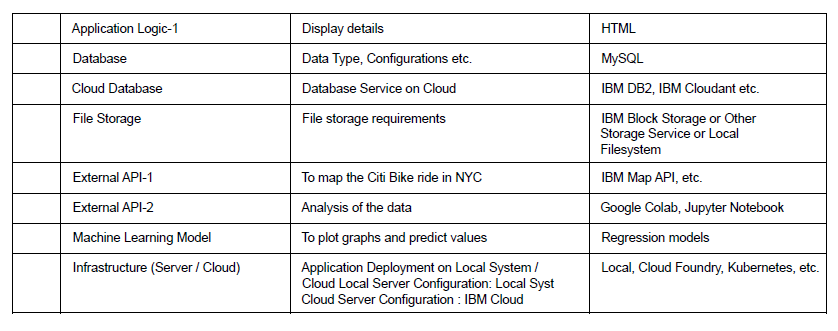 Application Logic-1 Display details HTML
Database Data Type, Configurations etc. MySQL
Cloud Database Database Service on Cloud IBM DB2, IBM Cloudant etc.
File Storage File storage requirements IBM Block Storage or Other
Storage Service or Local
Filesystem
External API-1 To map the Citi Bike ride in NYC IBM Map API, etc.
External API-2 Analysis of the data Google Colab, Jupyter Notebook
Machine Learning Model To plot graphs and predict values Regression models
Infrastructure (Server / Cloud) Application Deployment on Local System / Local, Cloud Foundry, Kubernetes, etc.
Cloud Local Server Configuration: Local Syst
Cloud Server Configuration : IBM Cloud